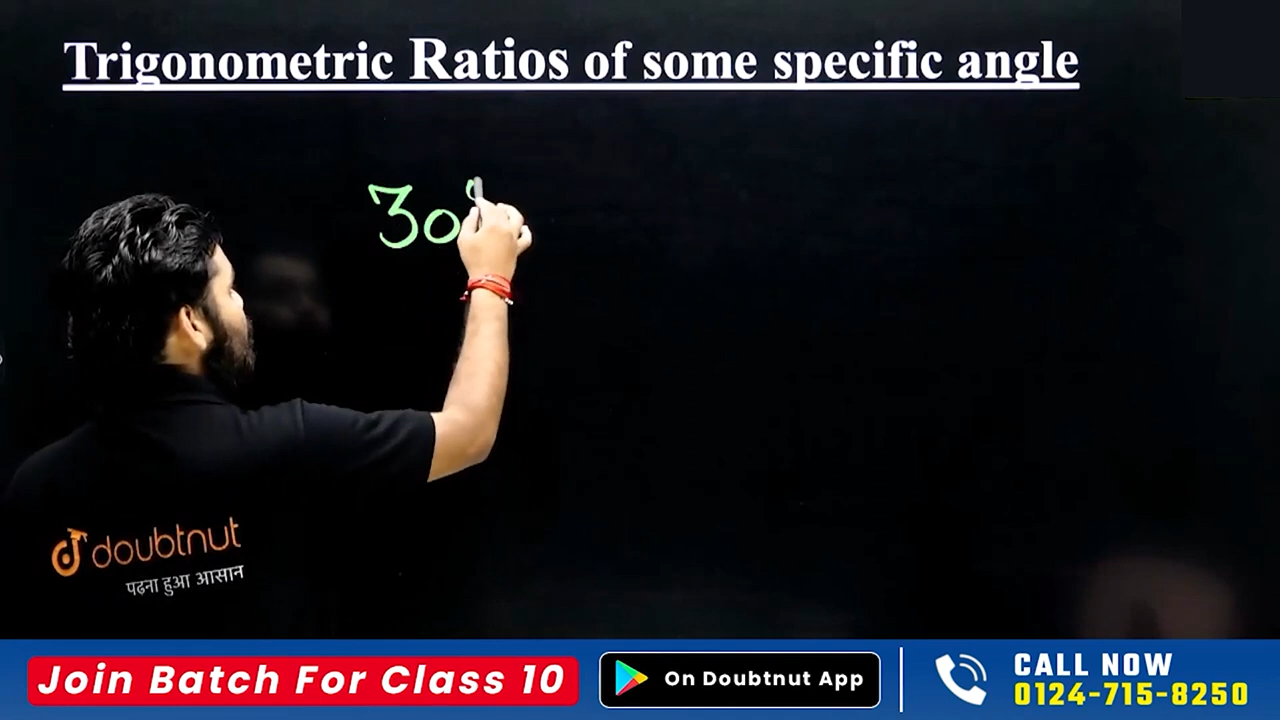 Trigonometric Ratios of some specific angle
30°
doubtnut
पढ़ना हुआ आसान
Join Batch For Class 10
On Doubtnut App
CALL NOW
0124-715-8250